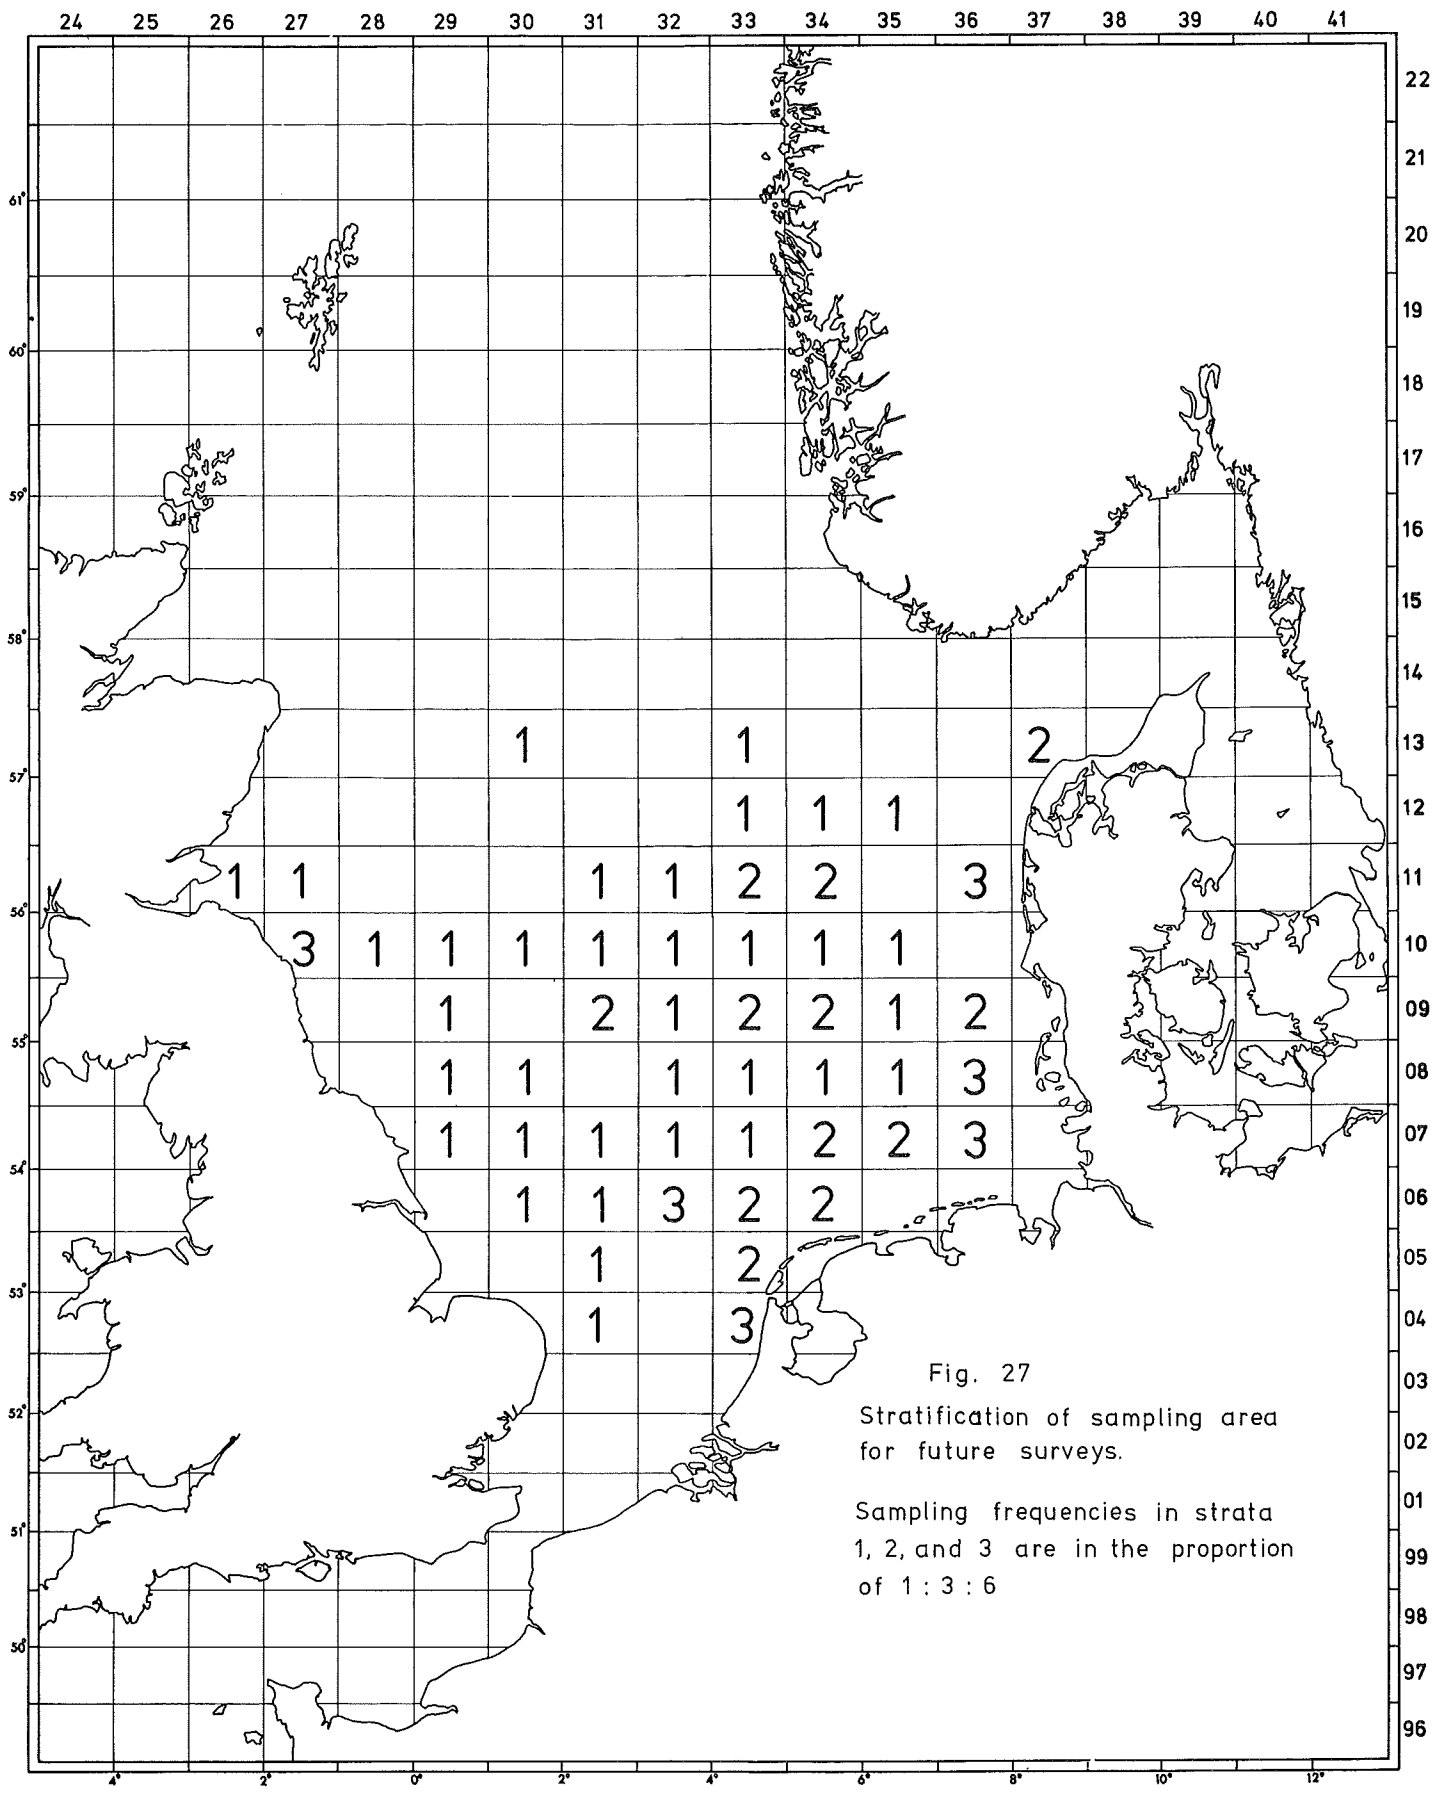 24 25 26 27 28 29 30 31 32 33 34 35 36 37 38 39 40 41
22
21
61°
20
19
60°
18
17
59°
16
15
58°
14
1 1 2 13
57°
1 1 1 12
1 1 1 1 2 2 3 11
56°
3 1 1 1 1 1 1 1 1 10
1 2 1 2 2 1 2 09
55°
1 1 1 1 1 1 3 08
1 1 1 1 1 2 2 3 07
54°
1 1 3 2 2 06
1 2 05
53°
1 3 04
Fig. 27
03
52°
Stratification of sampling area
for future surveys.
02
01
Sampling frequencies in strata
51°
1, 2, and 3 are in the proportion
99
of 1 : 3 : 6
98
50°
97
96
4° 2° 0° 2° 4° 6° 8° 10° 12°